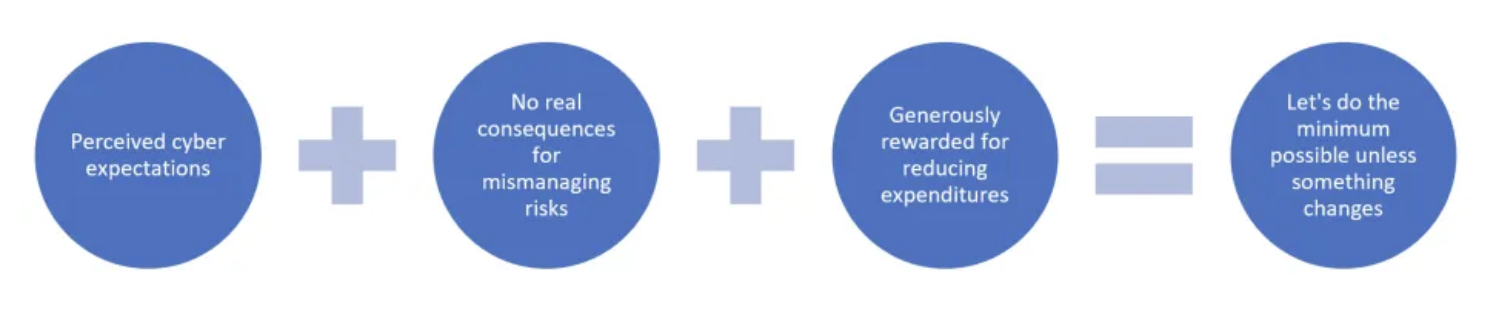 Perceived cyber
expectations
No real
consequences
for
mismanaging
risks
Generously
rewarded for
reducing
expenditures
Let's do the
minimum
possible unless
something
changes